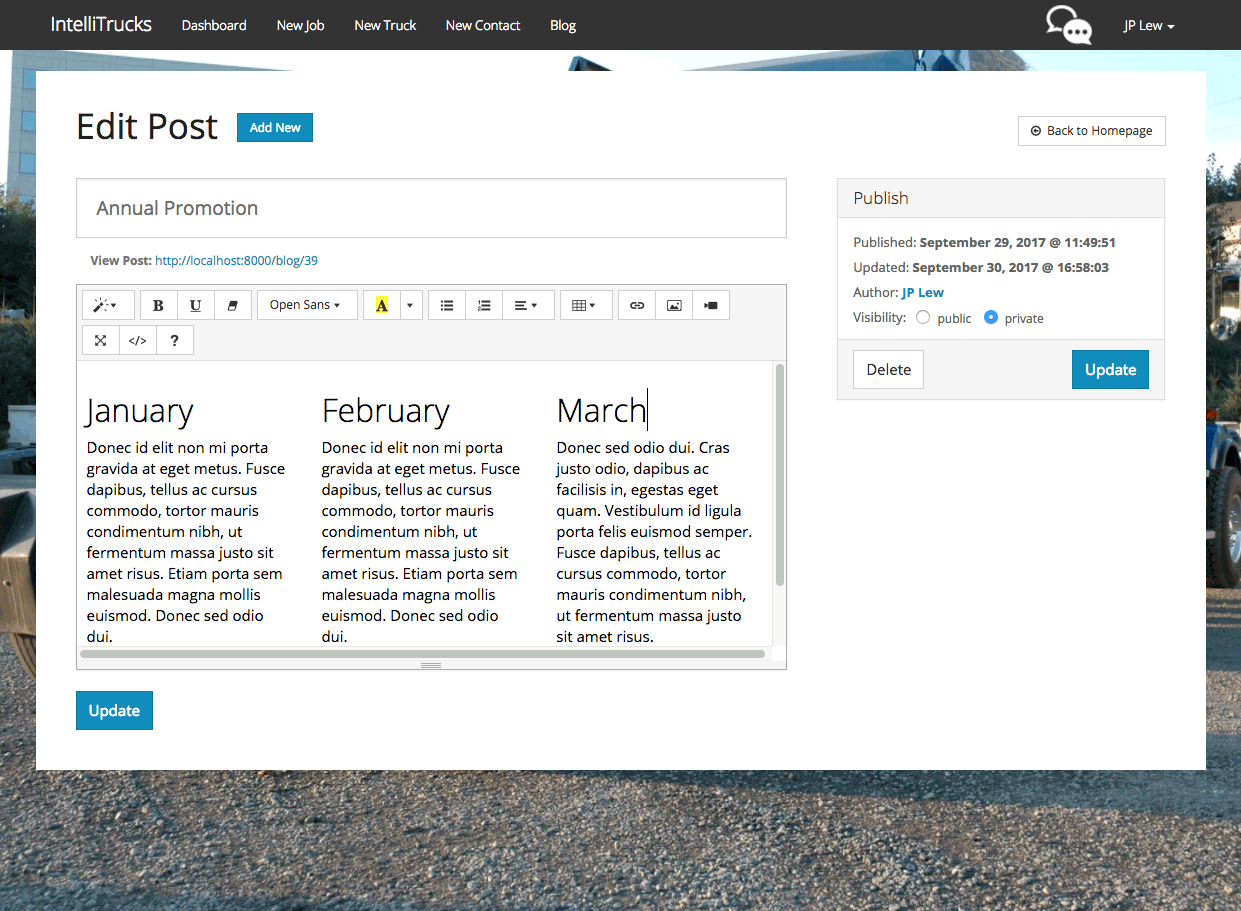 IntelliTrucks Dashboard New Job New Truck New Contact Blog JP Lew
Edit Post Add New
Back to Homepage
Annual Promotion
View Post: http://localhost:8000/blog/39
B U Open Sans A
</> ?
January
Donec id elit non mi porta
gravida at eget metus. Fusce
dapibus, tellus ac cursus
commodo, tortor mauris
condimentum nibh, ut
fermentum massa justo sit
amet risus. Etiam porta sem
malesuada magna mollis
euismod. Donec sed odio
dui.
February
Donec id elit non mi porta
gravida at eget metus. Fusce
dapibus, tellus ac cursus
commodo, tortor mauris
condimentum nibh, ut
fermentum massa justo sit
amet risus. Etiam porta sem
malesuada magna mollis
euismod. Donec sed odio
dui.
March
Donec sed odio dui. Cras
justo odio, dapibus ac
facilisis in, egestas eget
quam. Vestibulum id ligula
porta felis euismod semper.
Fusce dapibus, tellus ac
cursus commodo, tortor
mauris condimentum nibh,
ut fermentum massa justo
sit amet risus.
Update
Publish
Published: September 29, 2017 @ 11:49:51
Updated: September 30, 2017 @ 16:58:03
Author: JP Lew
Visibility: public private
Delete Update